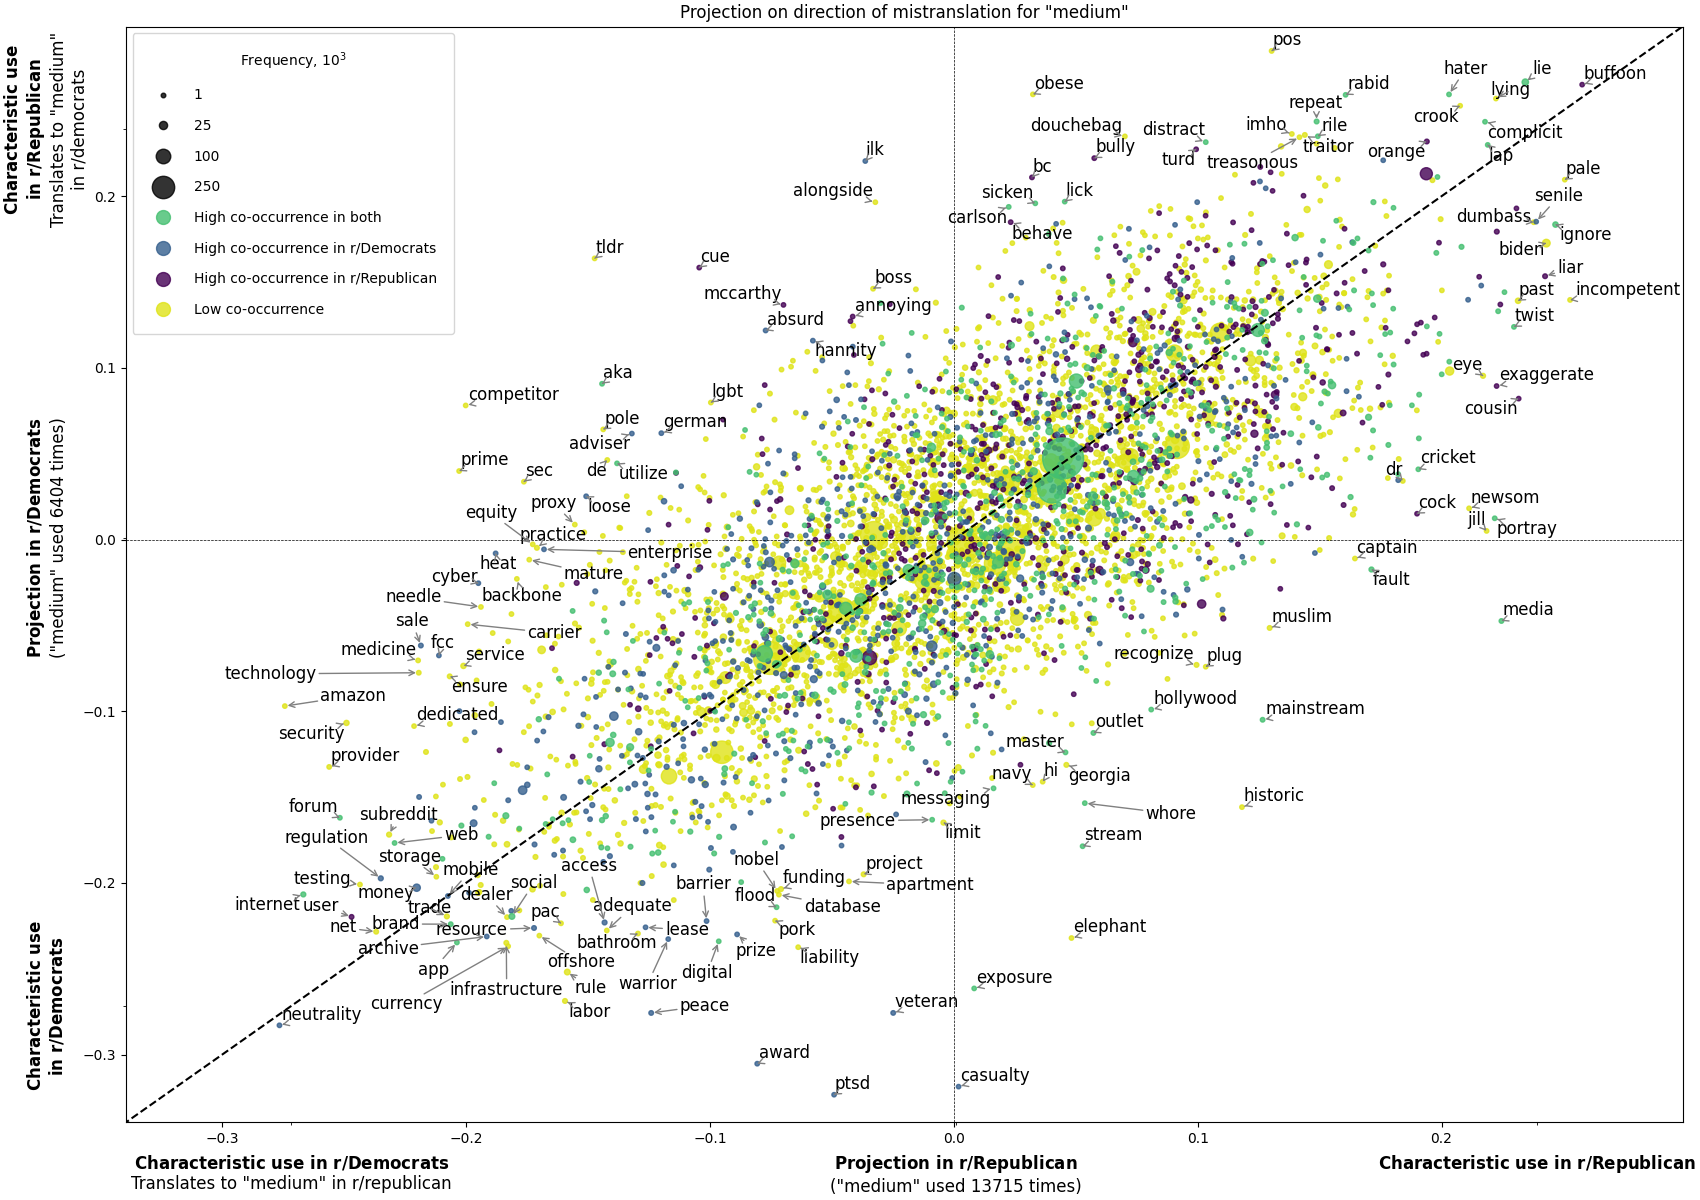 Projection on direction of mistranslation for "medium"
Characteristic use
in r/Republican
Translates to "medium"
in r/democrats
Projection in r/Democrats
("medium" used 6404 times)
Characteristic use
in r/Democrats
Frequency, 10³
1
25
100
250
High co-occurrence in both
High co-occurrence in r/Democrats
High co-occurrence in r/Republican
Low co-occurrence
0.2
0.1
0.0
−0.1
−0.2
−0.3
pos
obese
rabid
hater
lie
buffoon
lying
repeat
crook
douchebag
distract
imho
rile
complicit
bully
turd
treasonous
traitor
orange
lap
jlk
bc
pale
alongside
sicken
lick
senile
carlson
behave
dumbass
ignore
tldr
cue
biden
boss
liar
mccarthy
annoying
past
incompetent
absurd
twist
hannity
aka
eye
exaggerate
competitor
lgbt
cousin
pole
german
adviser
prime
sec
de
utilize
dr
cricket
proxy
loose
cock
newsom
equity
practice
jill
portray
enterprise
captain
heat
mature
fault
cyber
needle
backbone
media
sale
carrier
muslim
medicine
fcc
service
recognize
plug
technology
ensure
amazon
hollywood
dedicated
mainstream
security
outlet
provider
master
navy
hi
georgia
forum
subreddit
messaging
historic
regulation
web
presence
limit
whore
stream
storage
mobile
access
nobel
project
testing
money
dealer
social
barrier
funding
apartment
internet
user
trade
pac
adequate
flood
database
net
brand
resource
lease
pork
elephant
archive
bathroom
prize
app
offshore
warrior
digital
liability
currency
infrastructure
rule
exposure
neutrality
labor
peace
veteran
award
ptsd
casualty
−0.3
−0.2
−0.1
0.0
0.1
0.2
Characteristic use in r/Democrats
Translates to "medium" in r/republican
Projection in r/Republican
("medium" used 13715 times)
Characteristic use in r/Republican